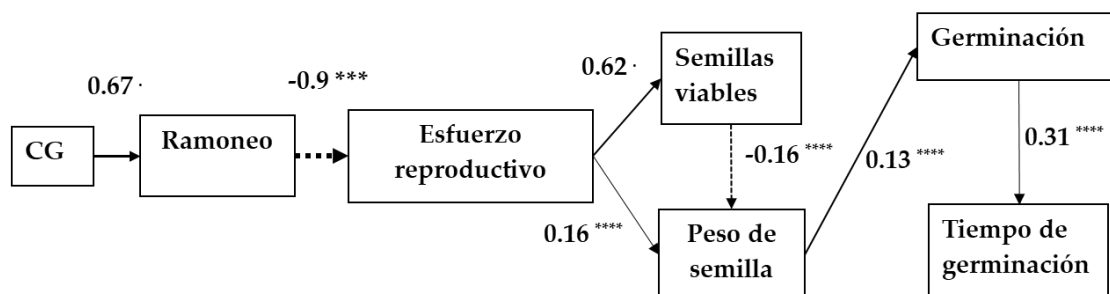 CG
0.67 ·
Ramoneo
-0.9 ***
Esfuerzo
reproductivo
0.62 ·
Semillas
viables
-0.16 ****
0.16 ****
Peso de
semilla
0.13 ****
Germinación
0.31 ****
Tiempo de
germinación